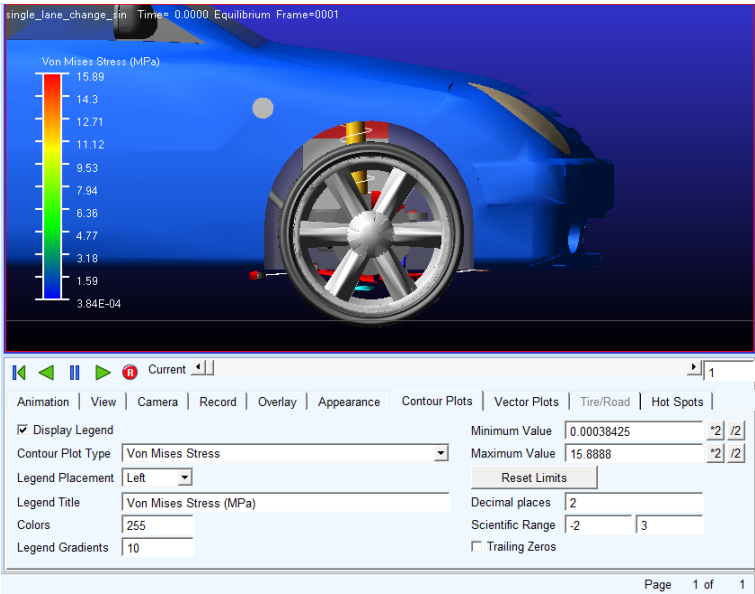 single_lane_change_sin Time= 0.0000 Equilibrium Frame=0001
Von Mises Stress (MPa)
15.89
14.3
12.71
11.12
9.53
7.94
6.36
4.77
3.18
1.59
3.84E-04
R Current 1
Animation View Camera Record Overlay Appearance Contour Plots Vector Plots Tire/Road Hot Spots
Display Legend Minimum Value 0.00038425 *2 /2
Contour Plot Type Von Mises Stress Maximum Value 15.8888 *2 /2
Legend Placement Left Reset Limits
Legend Title Von Mises Stress (MPa) Decimal places 2
Colors 255 Scientific Range -2 3
Legend Gradients 10 Trailing Zeros
Page 1 of 1